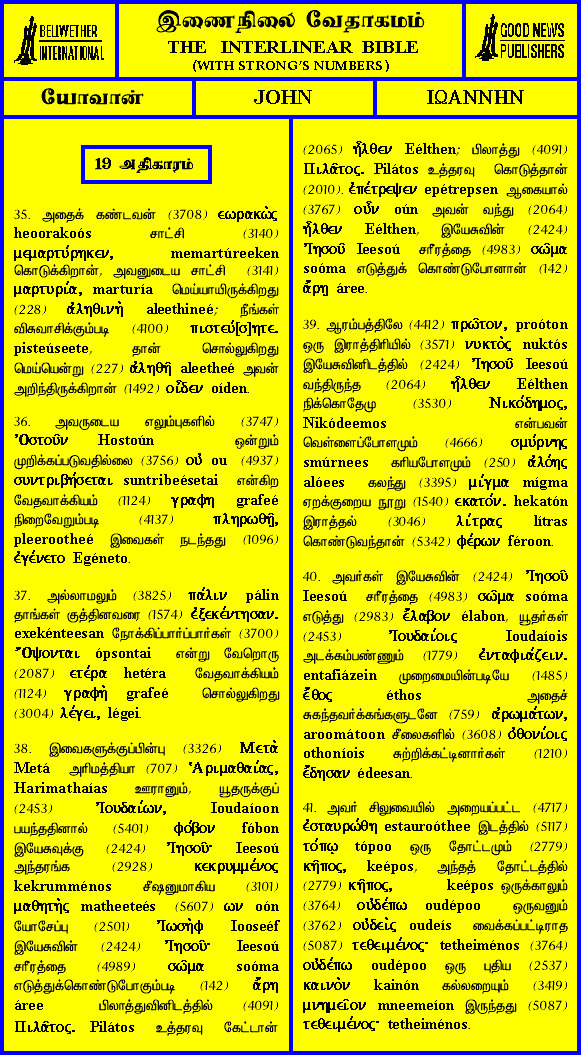 BELIWETHER
INTERNATIONAL
இணைநிலை வேதாகமம்
THE INTERLINEAR BIBLE
(WITH STRONG'S NUMBERS)
GOOD NEWS
PUBLISHERS
யோவான்
JOHN
ΙΩΑΝΝΗΝ
19 அதிகாரம்
35. அதைக் கண்டவன் (3708) εωρακὼς
heoorakoós சாட்சி (3140)
μεμαρτύρηκεν, memartúreeken
கொடுக்கிறான், அவனுடைய சாட்சி (3141)
μαρτυρία, marturía மெய்யாயிருக்கிறது
(228) ἀληθινὴ aleethineé; நீங்கள்
விசுவாசிக்கும்படி (4100) πιστεύ[σ]ητε.
pisteúseete, தான் சொல்லுகிறது
மெய்யென்று (227) ἀληθῆ aleetheé அவன்
அறிந்திருக்கிறான் (1492) οἶδεν oíden.
36. அவருடைய எலும்புகளில் (3747)
Ὀστοῦν Hostoún ஒன்றும்
முறிக்கப்படுவதில்லை (3756) οὐ ou (4937)
συντριβήσεται suntribeésetai என்கிற
வேதவாக்கியம் (1124) γραφη grafeé
நிறைவேறும்படி (4137) πληρωθῇ,
pleerootheé இவைகள் நடந்தது (1096)
ἐγένετο Egéneto.
37. அல்லாமலும் (3825) πάλιν pálin
தாங்கள் குத்தினவரை (1574) ἐξεκέντησαν.
exekénteesan நோக்கிப்பார்ப்பார்கள் (3700)
Ὄψονται ópsontai என்று வேறொரு
(2087) ετέρα hetéra வேதவாக்கியம்
(1124) γραφὴ grafeé சொல்லுகிறது
(3004) λέγει, légei.
38. இவைகளுக்குப்பின்பு (3326) Μετὰ
Metá அரிமத்தியா (707) Ἁριμαθαίας,
Harimathaías ஊரானும், யூதருக்குப்
(2453) Ἰουδαίων, Ioudaíoon
பயந்ததினால் (5401) φόβον fóbon
இயேசுவுக்கு (2424) Ἰησοῦ· Ieesoú
அந்தரங்க (2928) κεκρυμμένος
kekrumménos சீஷனுமாகிய (3101)
μαθητὴς matheeteés (5607) ων oón
யோசேப்பு (2501) Ἰωσὴφ Iooseéf
இயேசுவின் (2424) Ἰησοῦ· Ieesoú
சரீரத்தை (4989) σῶμα soóma
எடுத்துக்கொண்டுபோகும்படி (142) ἄρη
áree பிலாத்துவினிடத்தில் (4091)
Πιλᾶτος. Pilátos உத்தரவு கேட்டான்
(2065) ἦλθεν Eélthen; பிலாத்து (4091)
Πιλᾶτος. Pilátos உத்தரவு கொடுத்தான்
(2010). ἐπέτρεψεν epétrepsen ஆகையால்
(3767) οὖν oún அவன் வந்து (2064)
ἦλθεν Eélthen, இயேசுவின் (2424)
Ἰησοῦ Ieesoú சரீரத்தை (4983) σῶμα
soóma எடுத்துக் கொண்டுபோனான் (142)
ἄρῃ áree.
39. ஆரம்பத்திலே (4412) πρῶτον, proóton
ஒரு இராத்திரியில் (3571) νυκτὸς nuktós
இயேசுவினிடத்தில் (2424) Ἰησοῦ Ieesoú
வந்திருந்த (2064) ἦλθεν Eélthen
நிக்கொதேமு (3530) Νικόδημος,
Nikódeemos என்பவன்
வெள்ளைப்போளமும் (4666) σμύρνης
smúrnees கரியபோளமும் (250) ἀλόης
alóees கலந்து (3395) μίγμα mígma
ஏறக்குறைய நூறு (1540) εκατόν. hekatón
இராத்தல் (3046) λίτρας lítras
கொண்டுவந்தான் (5342) φέρων féroon.
40. அவர்கள் இயேசுவின் (2424) Ἰησοῦ
Ieesoú சரீரத்தை (4983) σῶμα soóma
எடுத்து (2983) ἔλαβον élabon, யூதர்கள்
(2453) Ἰουδαίοις Ioudaíois
அடக்கம்பண்ணும் (1779) ἐνταφιάζειν.
entafiázein முறைமையின்படியே (1485)
ἔθος éthos அதைச்
சுகந்தவர்க்கங்களுடனே (759) ἀρωμάτων,
aroomátoon சீலைகளில் (3608) ὀθονίοις
othoníois சுற்றிக்கட்டினார்கள் (1210)
ἔδησαν édeesan.
41. அவர் சிலுவையில் அறையப்பட்ட (4717)
ἐσταυρώθη estauroóthee இடத்தில் (5117)
τόπῳ tópoo ஒரு தோட்டமும் (2779)
κῆπος, keépos, அந்தத் தோட்டத்தில்
(2779) κῆπος, keépos ஒருக்காலும்
(3764) οὐδέπω oudépoo ஒருவனும்
(3762) οὐδεὶς oudeís வைக்கப்பட்டிராத
(5087) τεθειμένος· tetheiménos (3764)
οὐδέπω oudépoo ஒரு புதிய (2537)
καινὸν kainón கல்லறையும் (3419)
μνημεῖον mneemeíon இருந்தது (5087)
τεθειμένος· tetheiménos.